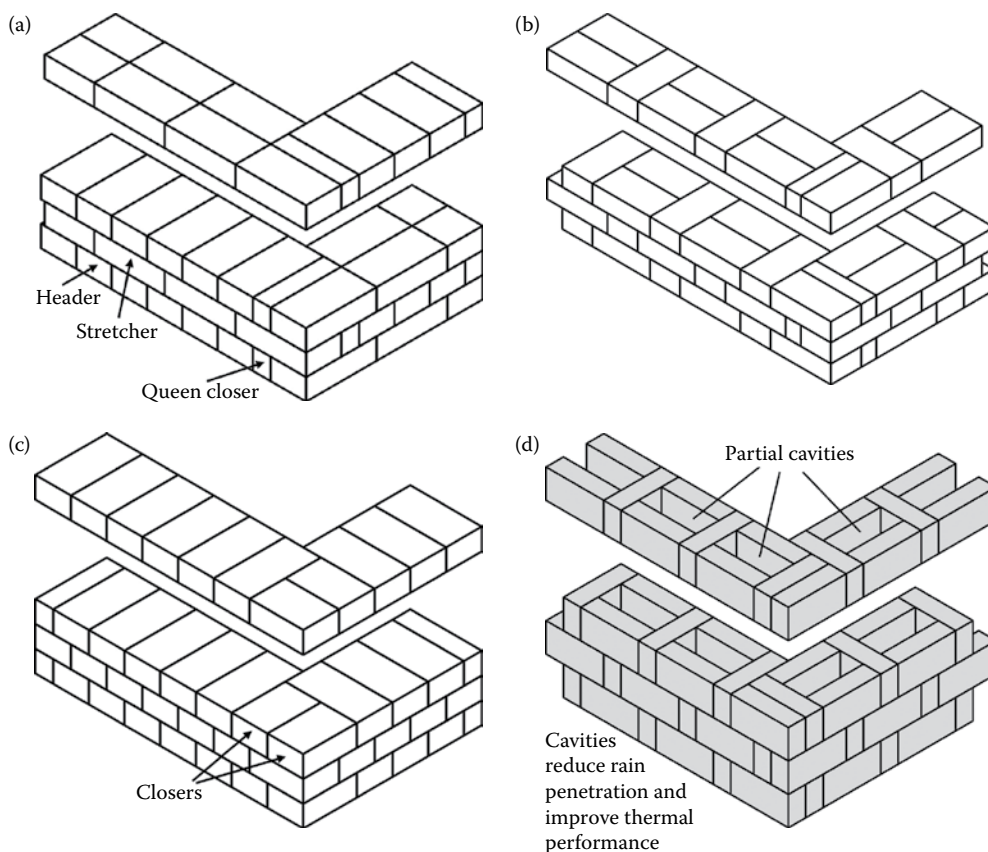 (a)
Header
Stretcher
Queen closer
(b)
(c)
Closers
(d)
Partial cavities
Cavities
reduce rain
penetration and
improve thermal
performance